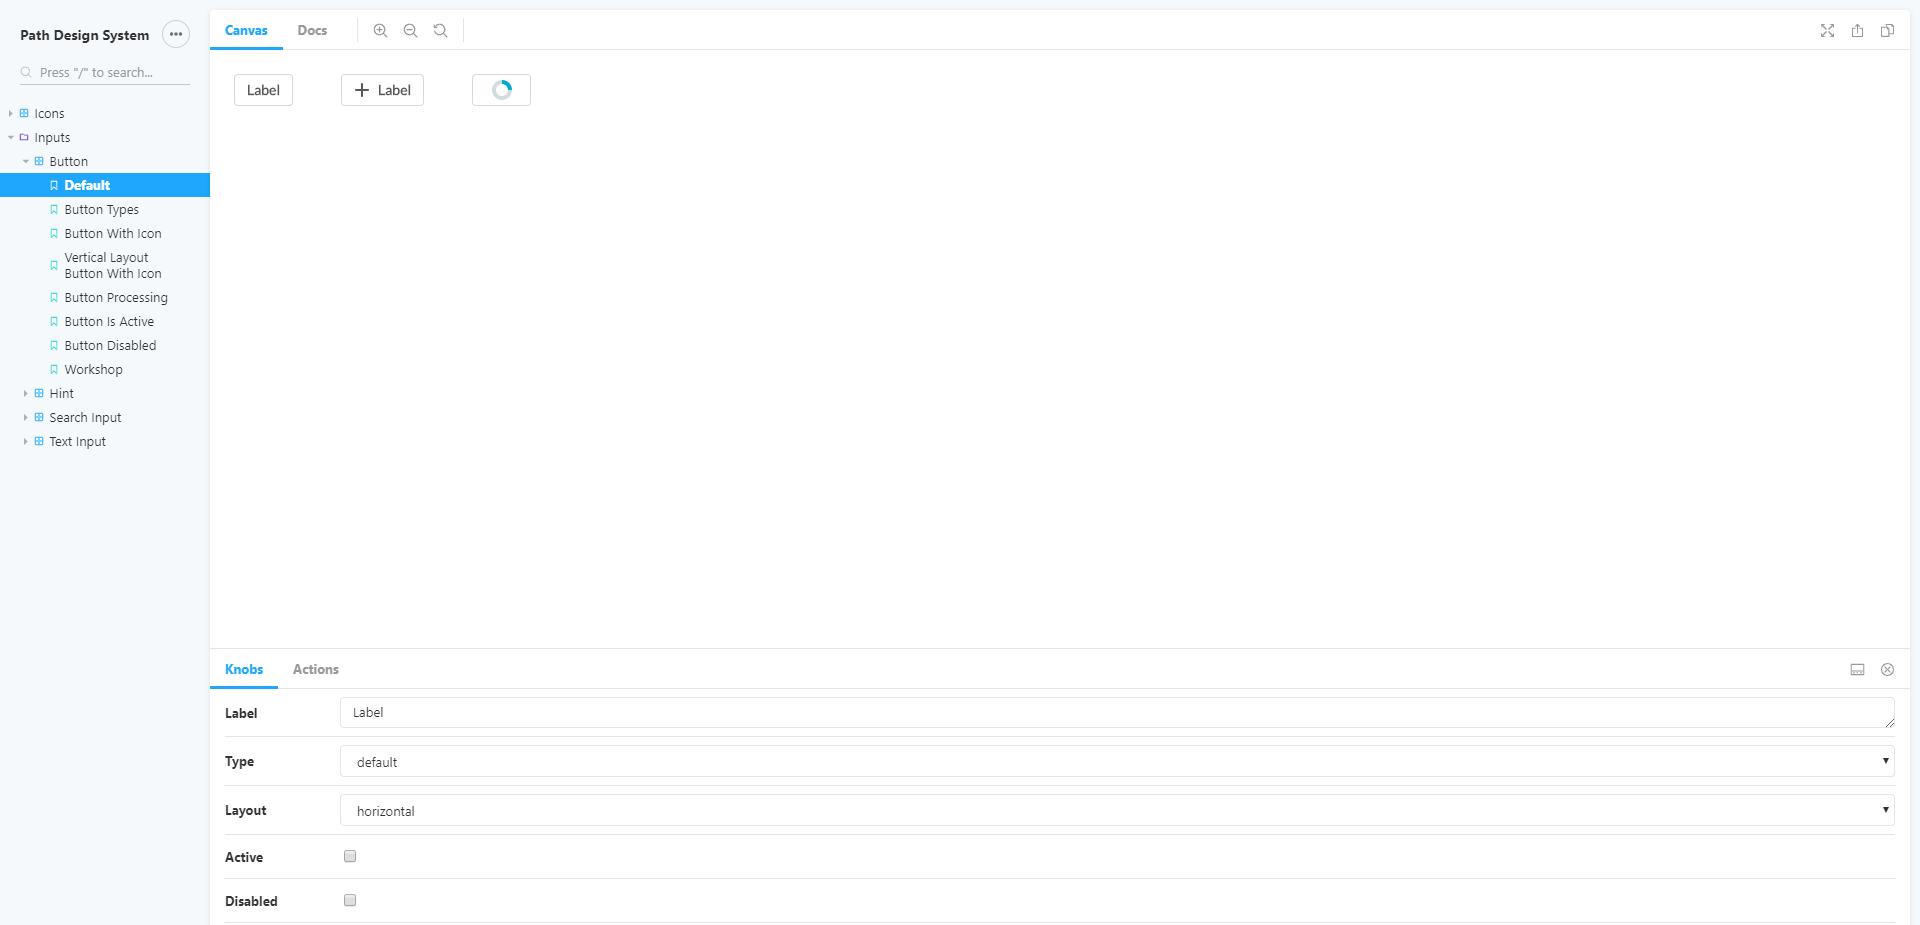 Path Design System
Press "/" to search...
Icons
Inputs
Button
Default
Button Types
Button With Icon
Vertical Layout
Button With Icon
Button Processing
Button Is Active
Button Disabled
Workshop
Hint
Search Input
Text Input
Canvas Docs
Label
Label
Knobs Actions
Label Label
Type default
Layout horizontal
Active
Disabled